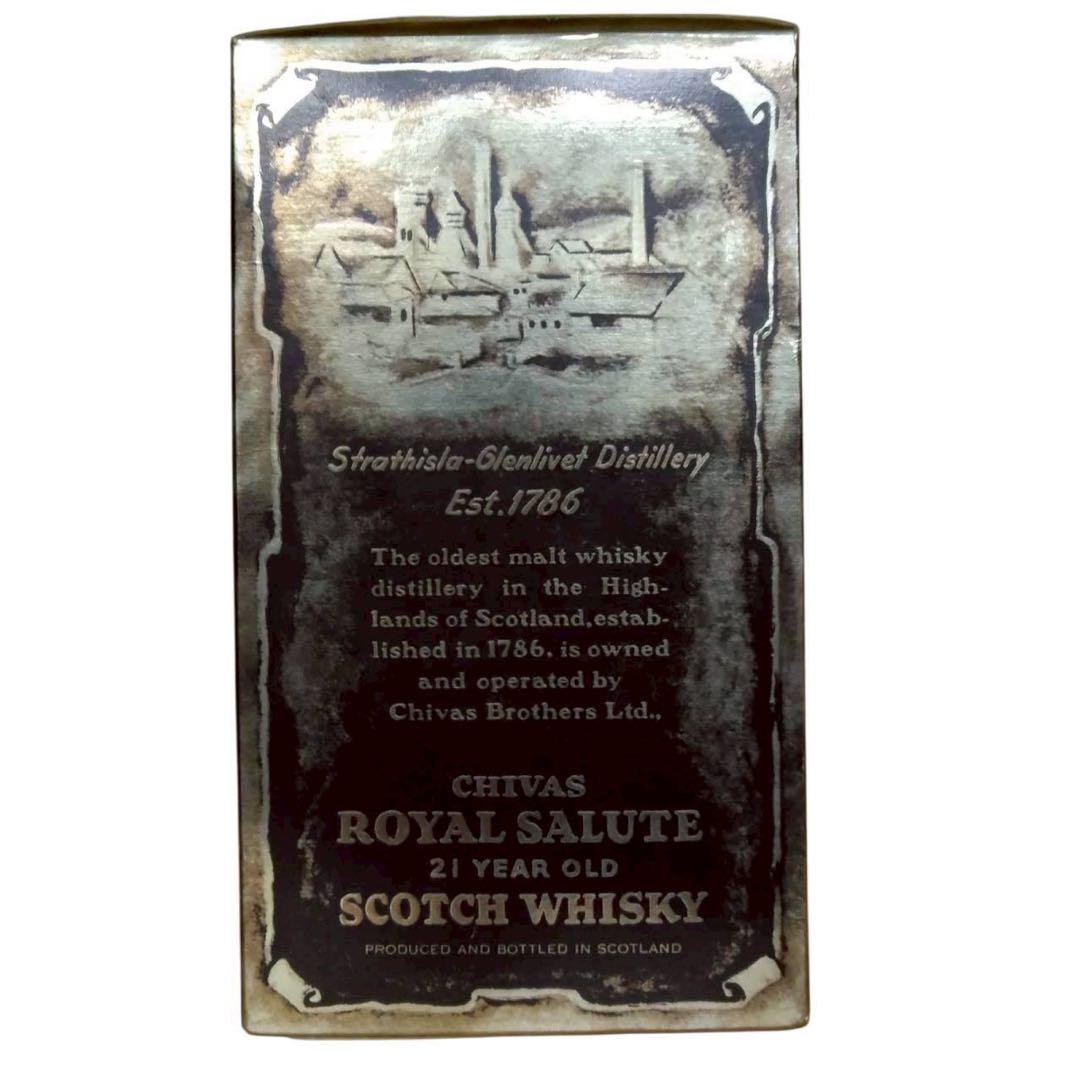 Strathisla-Glenlivet Distillery
Est.1786
The oldest malt whisky
distillery in the High-
lands of Scotland, estab-
lished in 1786. is owned
and operated by
Chivas Brothers Ltd.,
CHIVAS
ROYAL SALUTE
21 YEAR OLD
SCOTCH WHISKY
PRODUCED AND BOTTLED IN SCOTLAND